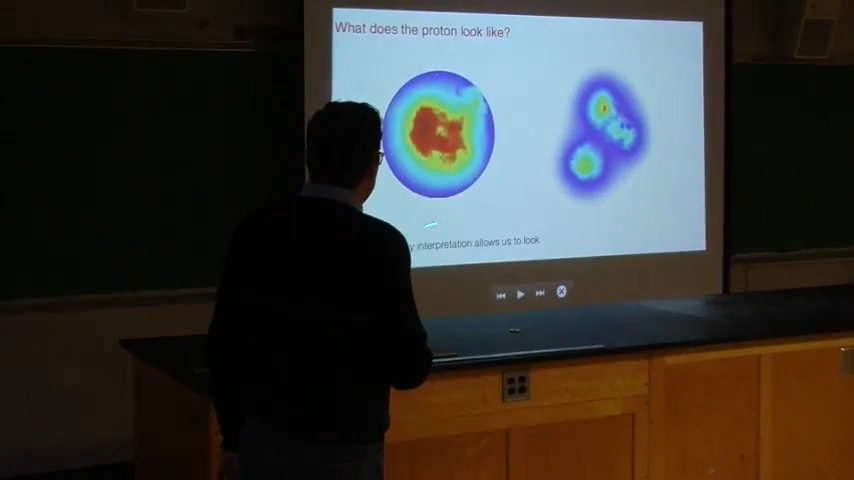 What does the proton look like?
interpretation allows us to look